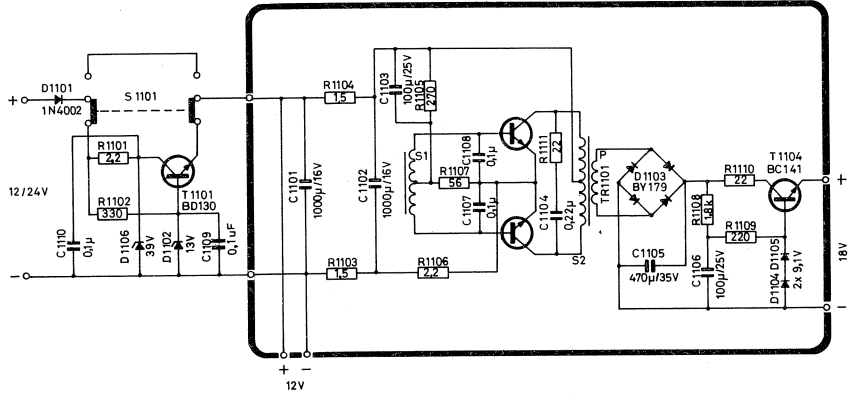 D1101
1N4002
S 1101
+
R1101
2,2
R1102
330
T1101
BD130
12/24V
C1110
0,1µ
D1106
39V
D1102
13V
C1109
0,1uF
−
R1104
1,5
C1103
100µ/25V
R1105
270
C1101
1000µ/16V
C1102
1000µ/16V
R1103
1,5
R1106
2,2
S1
R1107
56
C1108
0,1µ
C1107
0,1µ
R1111
22
C1104
0,22µ
S2
P
TR1101
D1103
BY179
C1105
470µ/35V
R1108
1,8k
R1110
22
T1104
BC141
R1109
220
C1106
100µ/25V
D1104 D1105
2x 9,1V
+
18V
−
+ −
12V